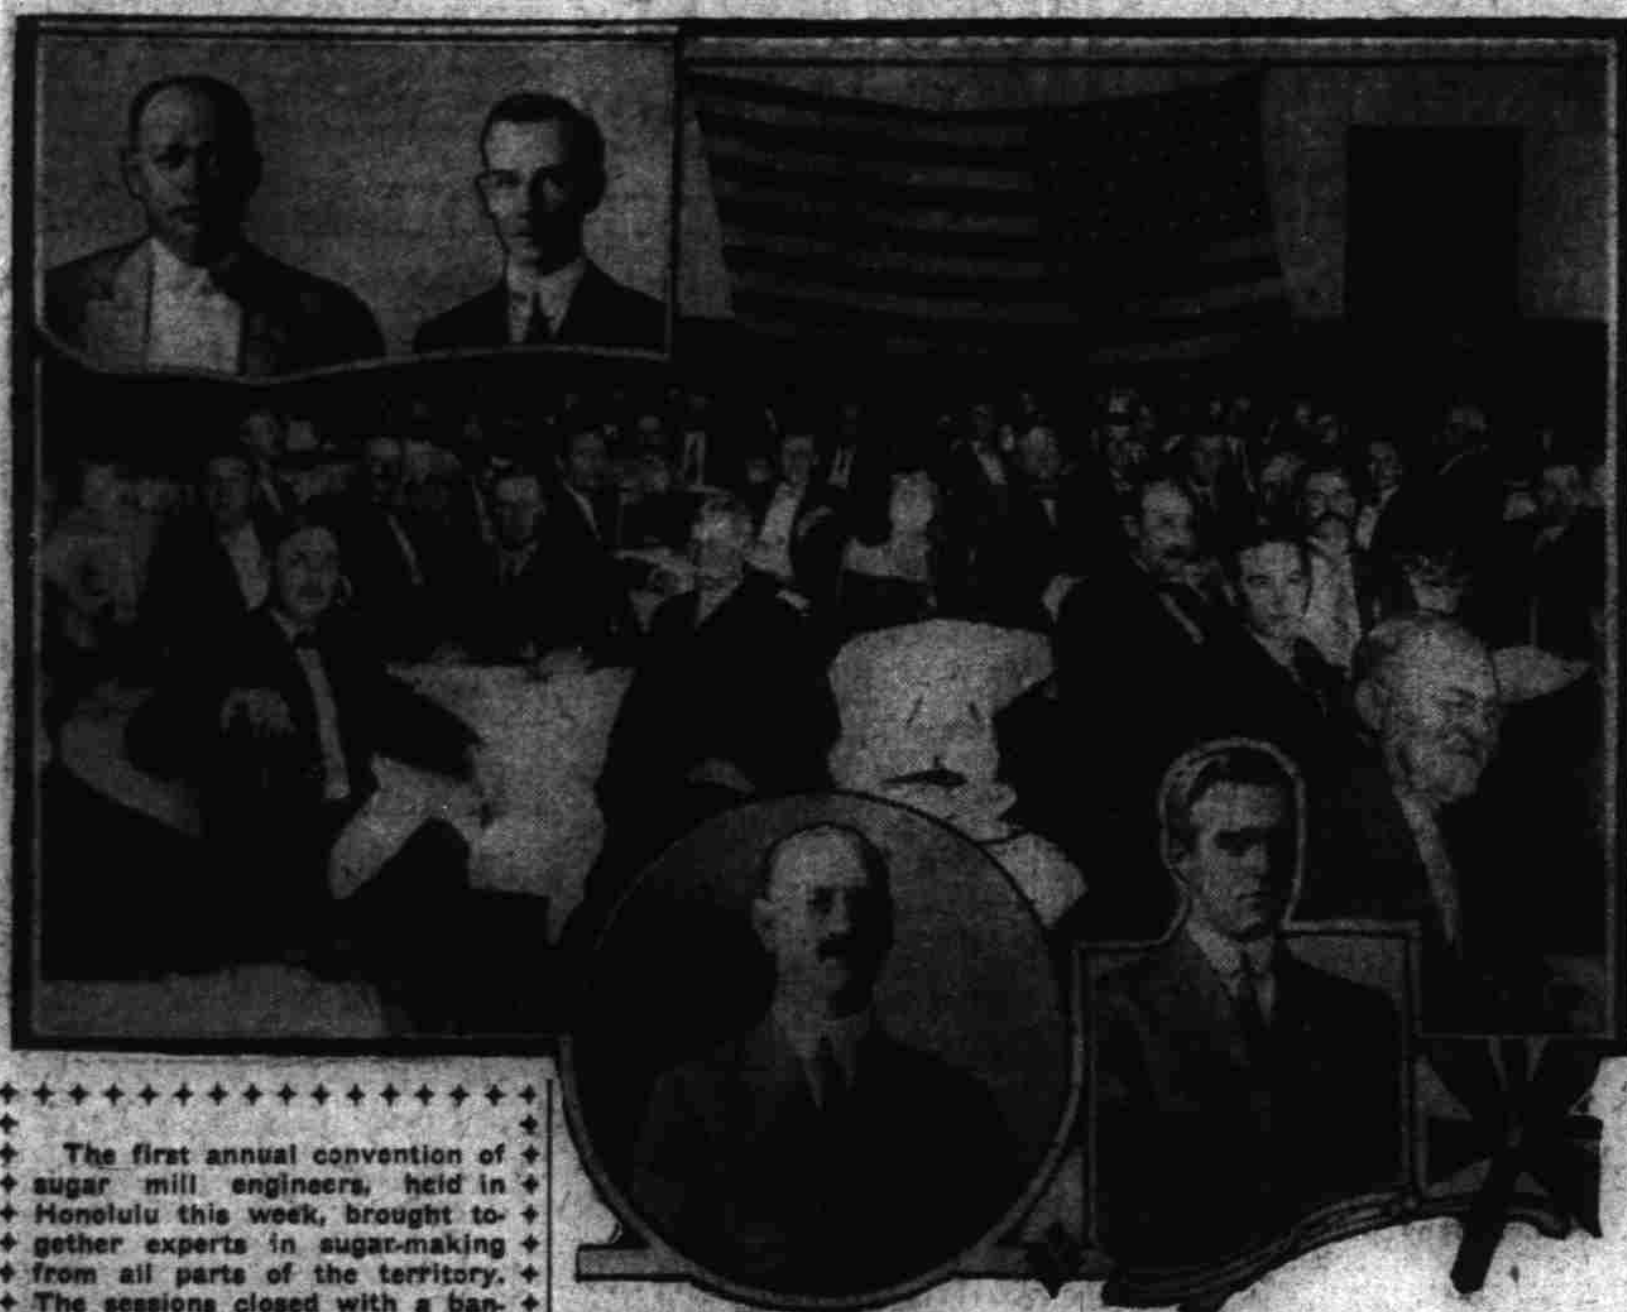 The first annual convention of
sugar mill engineers, held in
Honolulu this week, brought to-
gether experts in sugar-making
from all parts of the territory.
The sessions closed with a ban-